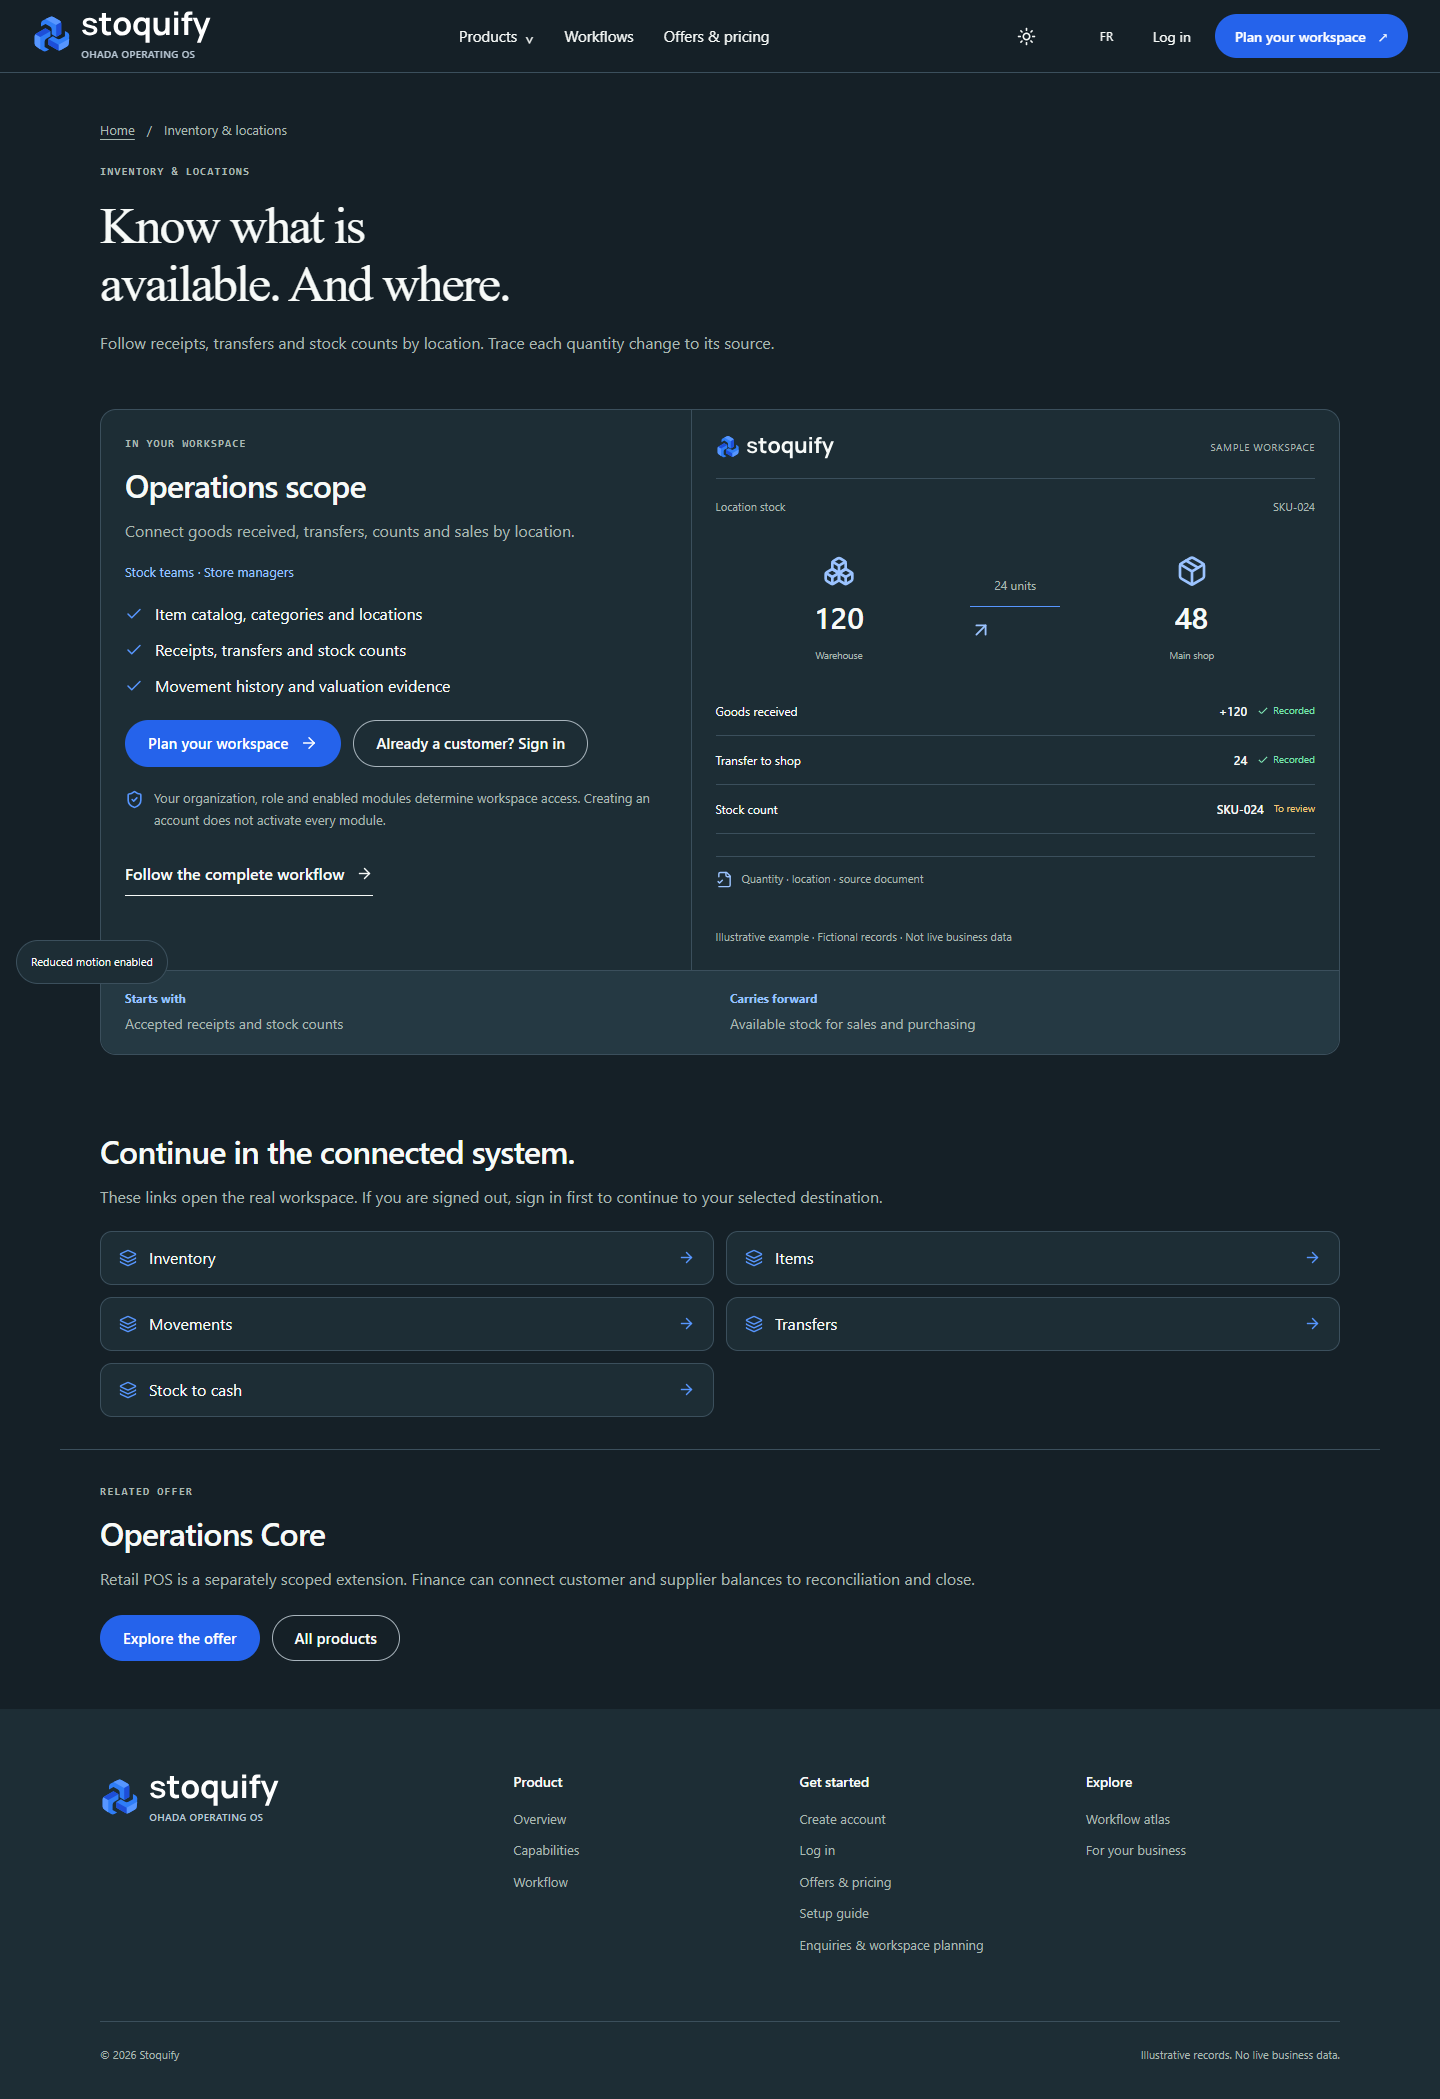 stoquify
OHADA OPERATING OS
Products
Workflows
Offers & pricing
FR
Log in
Plan your workspace ↗
Home / Inventory & locations
INVENTORY & LOCATIONS
Know what is
available. And where.
Follow receipts, transfers and stock counts by location. Trace each quantity change to its source.
IN YOUR WORKSPACE
Operations scope
Connect goods received, transfers, counts and sales by location.
Stock teams · Store managers
Item catalog, categories and locations
Receipts, transfers and stock counts
Movement history and valuation evidence
Plan your workspace →
Already a customer? Sign in
Your organization, role and enabled modules determine workspace access. Creating an
account does not activate every module.
Follow the complete workflow →
stoquify
SAMPLE WORKSPACE
Location stock
SKU-024
120
Warehouse
24 units
48
Main shop
Goods received
+120
Recorded
Transfer to shop
24
Recorded
Stock count
SKU-024
To review
Quantity · location · source document
Illustrative example · Fictional records · Not live business data
Reduced motion enabled
Starts with
Accepted receipts and stock counts
Carries forward
Available stock for sales and purchasing
Continue in the connected system.
These links open the real workspace. If you are signed out, sign in first to continue to your selected destination.
Inventory
Items
Movements
Transfers
Stock to cash
RELATED OFFER
Operations Core
Retail POS is a separately scoped extension. Finance can connect customer and supplier balances to reconciliation and close.
Explore the offer
All products
stoquify
OHADA OPERATING OS
Product
Overview
Capabilities
Workflow
Get started
Create account
Log in
Offers & pricing
Setup guide
Enquiries & workspace planning
Explore
Workflow atlas
For your business
© 2026 Stoquify
Illustrative records. No live business data.